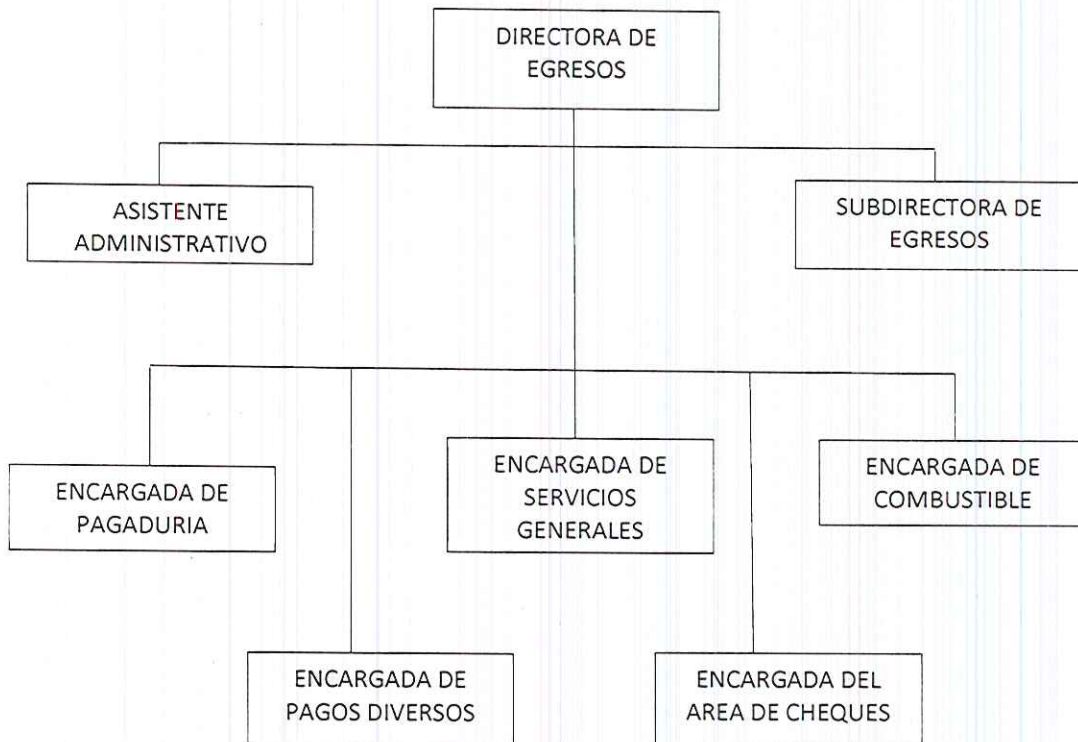 DIRECTORA DE
EGRESOS
ASISTENTE
ADMINISTRATIVO
SUBDIRECTORA DE
EGRESOS
ENCARGADA DE
PAGADURIA
ENCARGADA DE
SERVICIOS
GENERALES
ENCARGADA DE
COMBUSTIBLE
ENCARGADA DE
PAGOS DIVERSOS
ENCARGADA DEL
AREA DE CHEQUES